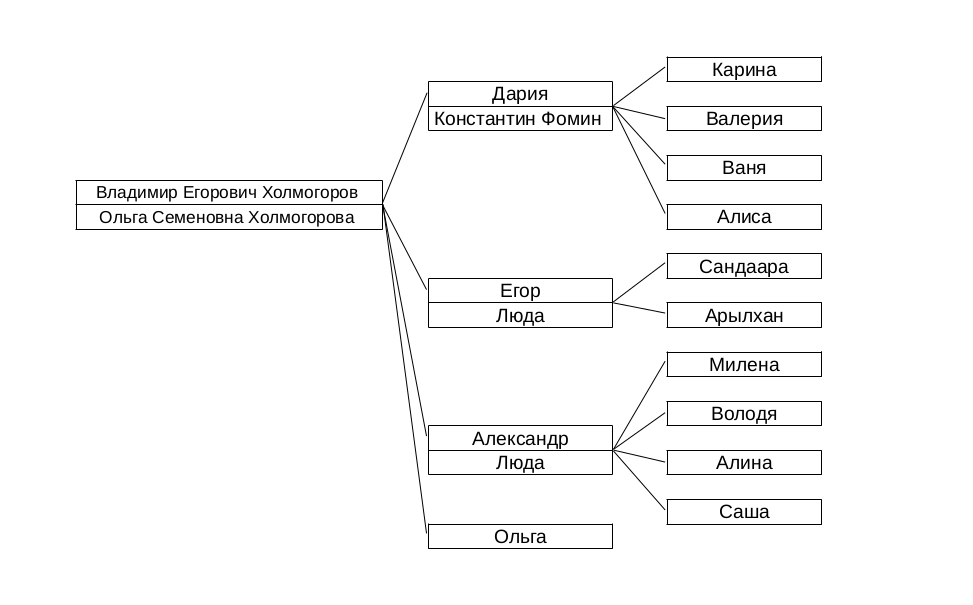 Владимир Егорович Холмогоров
Ольга Семеновна Холмогорова
Дария
Константин Фомин
Карина
Валерия
Ваня
Алиса
Егор
Люда
Сандаара
Арылхан
Александр
Люда
Милена
Володя
Алина
Саша
Ольга